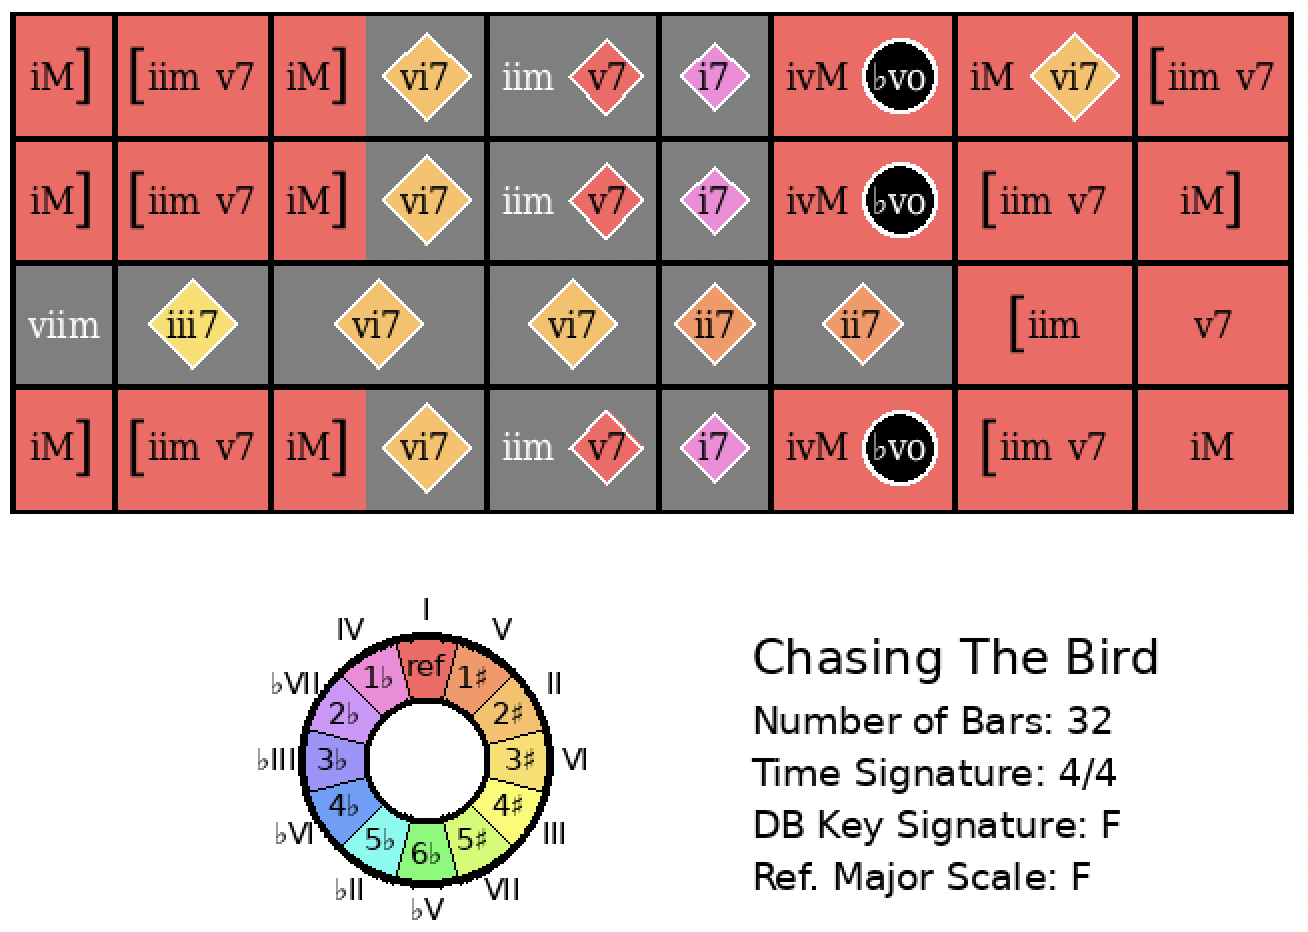 iM] [iim v7 iM] vi7 iim v7 i7 ivM ♭vo iM vi7 [iim v7
iM] [iim v7 iM] vi7 iim v7 i7 ivM ♭vo [iim v7 iM]
viim iii7 vi7 vi7 ii7 ii7 [iim v7
iM] [iim v7 iM] vi7 iim v7 i7 ivM ♭vo [iim v7 iM
I
IV V
ref
1♭ 1♯
♭VII II
2♭ 2♯
♭III 3♭ 3♯ VI
4♭ 4♯
♭VI III
5♭ 5♯
6♭
♭II VII
♭V
Chasing The Bird
Number of Bars: 32
Time Signature: 4/4
DB Key Signature: F
Ref. Major Scale: F